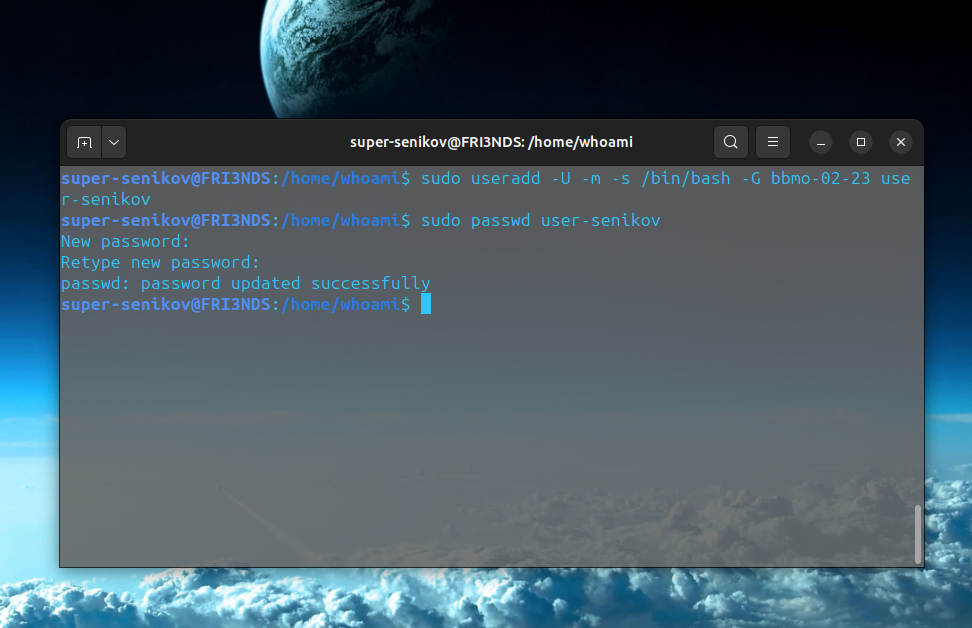 super-senikov@FRI3NDS: /home/whoami
super-senikov@FRI3NDS:/home/whoami$ sudo useradd -U -m -s /bin/bash -G bbmo-02-23 use
r-senikov
super-senikov@FRI3NDS:/home/whoami$ sudo passwd user-senikov
New password:
Retype new password:
passwd: password updated successfully
super-senikov@FRI3NDS:/home/whoami$